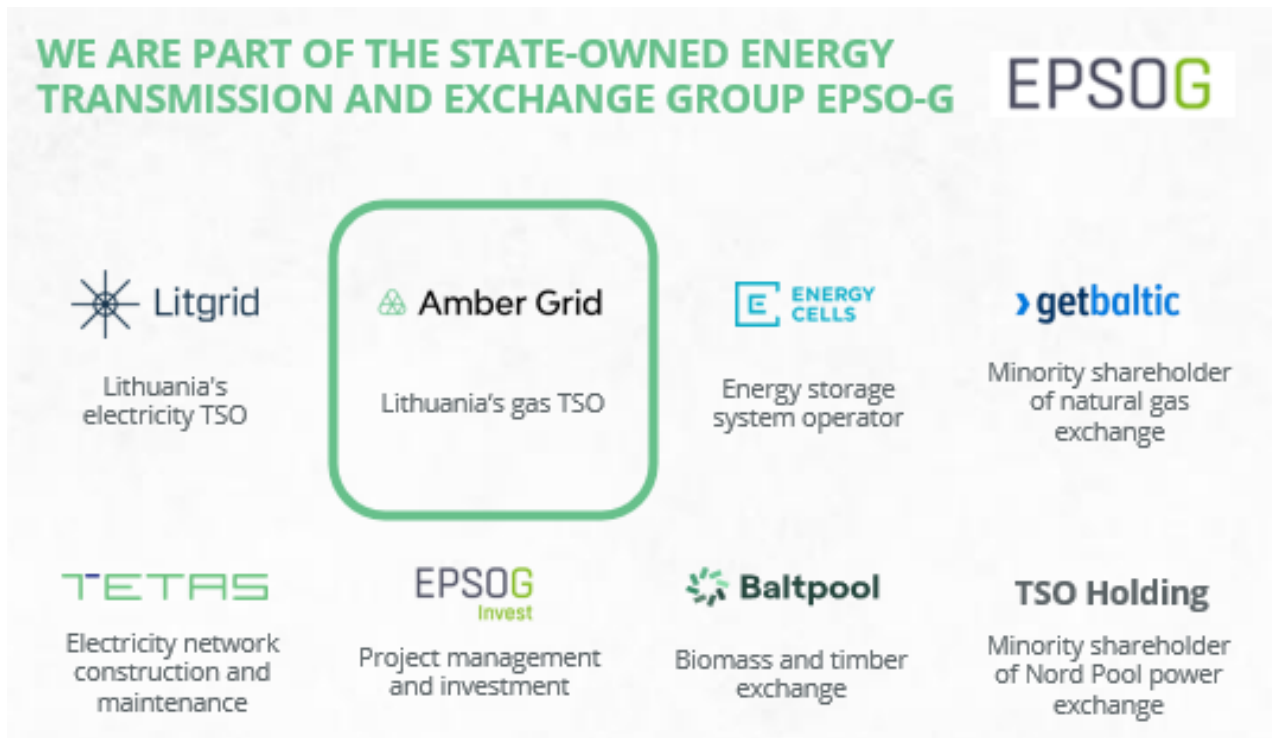 WE ARE PART OF THE STATE-OWNED ENERGY
TRANSMISSION AND EXCHANGE GROUP EPSO-G
EPSOG
Litgrid
Lithuania's
electricity TSO
Amber Grid
Lithuania's gas TSO
E ENERGY
CELLS
Energy storage
system operator
getbaltic
Minority shareholder
of natural gas
exchange
TETAS
Electricity network
construction and
maintenance
EPSOG
Invest
Project management
and investment
Baltpool
Biomass and timber
exchange
TSO Holding
Minority shareholder
of Nord Pool power
exchange